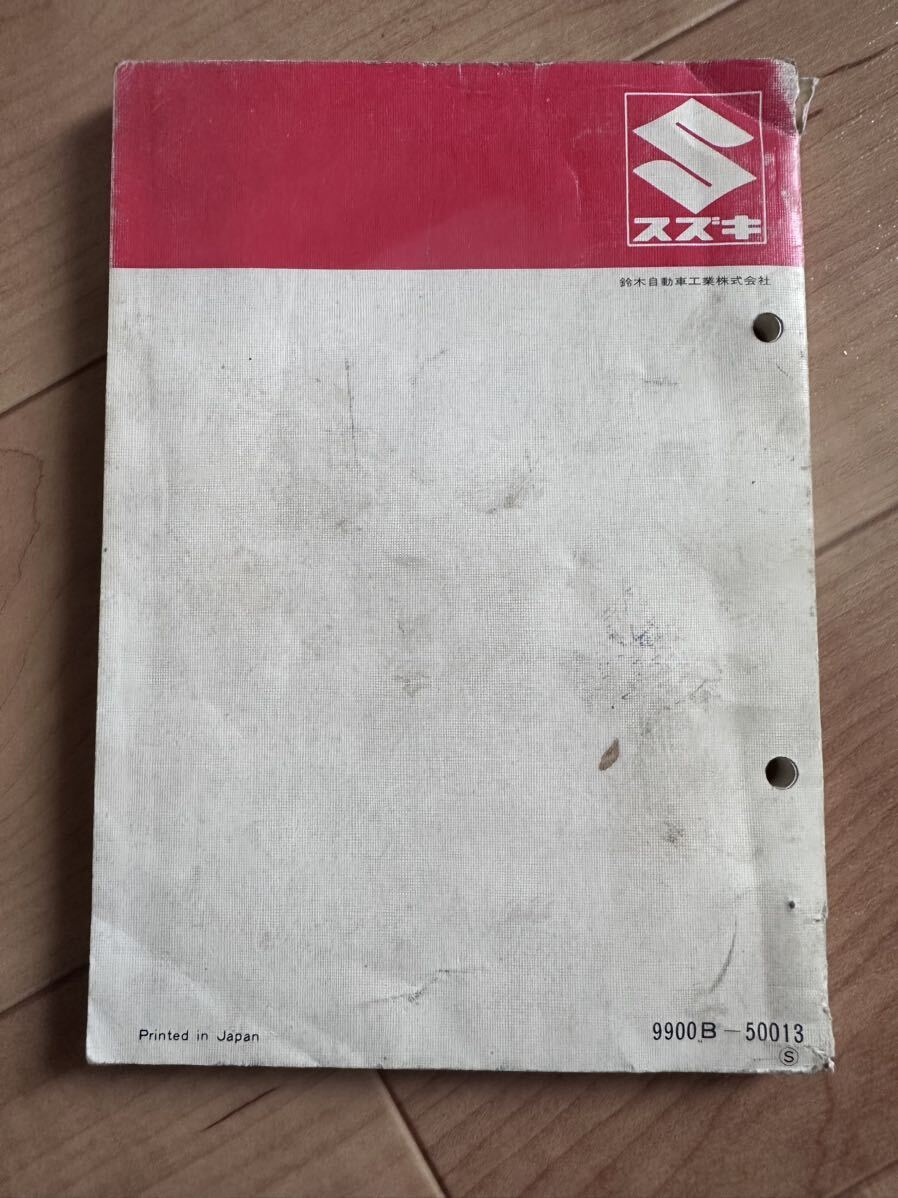 スズキ
鈴木自動車工業株式会社
Printed in Japan
9900B-50013
Ⓢ